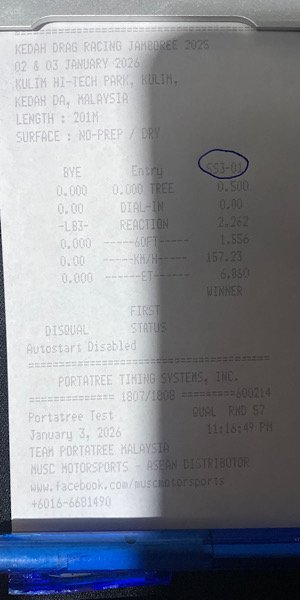 KEDAH DRAG RACING JAMBOREE 2025
02 & 03 JANUARY 2026
KULIM HI-TECH PARK, KULIM,
KEDAH DA, MALAYSIA
LENGTH : 201M
SURFACE : NO-PREP / DRY
BYE Entry SS3-01
0.000 0.000 TREE 0.500
0.00 DIAL-IN 0.00
-LB3- REACTION 2.262
0.000 -----60FT----- 1.556
0.00 -----KM/H----- 157.23
0.000 ------ET------ 6.860
WINNER
FIRST
DISQUAL STATUS
Autostart Disabled
================================
PORTATREE TIMING SYSTEMS, INC.
============== 1807/1808 =========600214
Portatree Test QUAL RND 57
January 3, 2026 11:16:49 PM
TEAM PORTATREE MALAYSIA
MUSC MOTORSPORTS - ASEAN DISTRIBUTOR
www.facebook.com/muscmotorsports
+6016-6681490